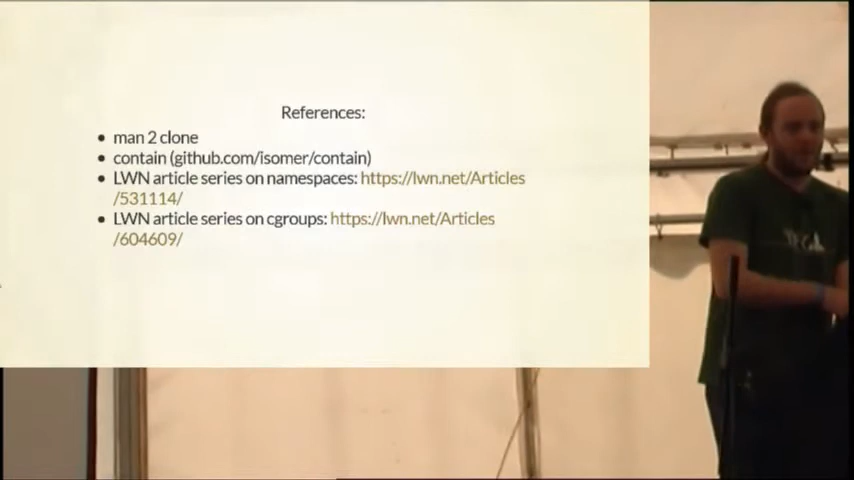 References:
• man 2 clone
• contain (github.com/isomer/contain)
• LWN article series on namespaces: https://lwn.net/Articles
/531114/
• LWN article series on cgroups: https://lwn.net/Articles
/604609/